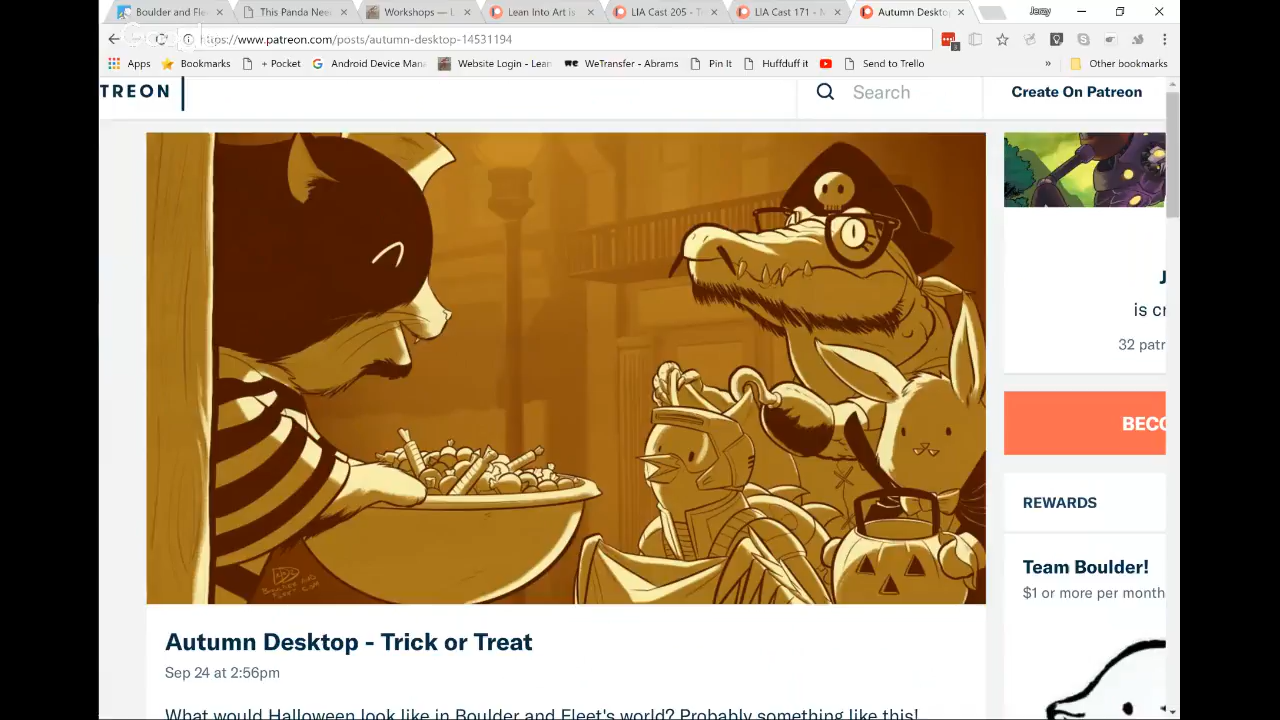 Boulder and Fle
This Panda Nee
Workshops — L
Lean Into Art is
LIA Cast 205 - T
LIA Cast 171 - N
Autumn Deskto
Jerzy
https://www.patreon.com/posts/autumn-desktop-14531194
Apps
Bookmarks
+ Pocket
Android Device Man
Website Login - Lean
WeTransfer - Abrams
Pin It
Huffduff it
Send to Trello
»
Other bookmarks
TREON
Search
Create On Patreon
J
is cr
32 patr
BECO
REWARDS
Team Boulder!
$1 or more per month
Autumn Desktop - Trick or Treat
Sep 24 at 2:56pm
What would Halloween look like in Boulder and Fleet's world? Probably something like this!